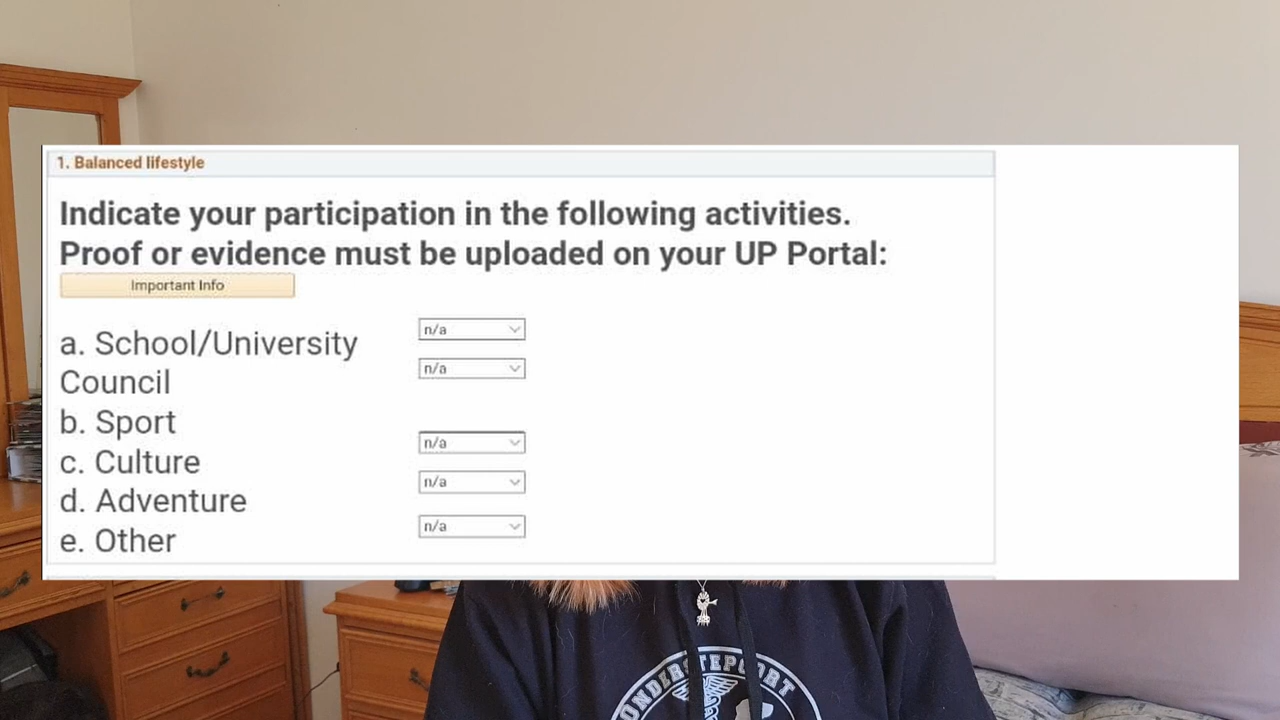 1. Balanced lifestyle
Indicate your participation in the following activities.
Proof or evidence must be uploaded on your UP Portal:
Important Info
a. School/University n/a
Council n/a
b. Sport
c. Culture n/a
d. Adventure n/a
e. Other n/a
ONDERSTEPOORT